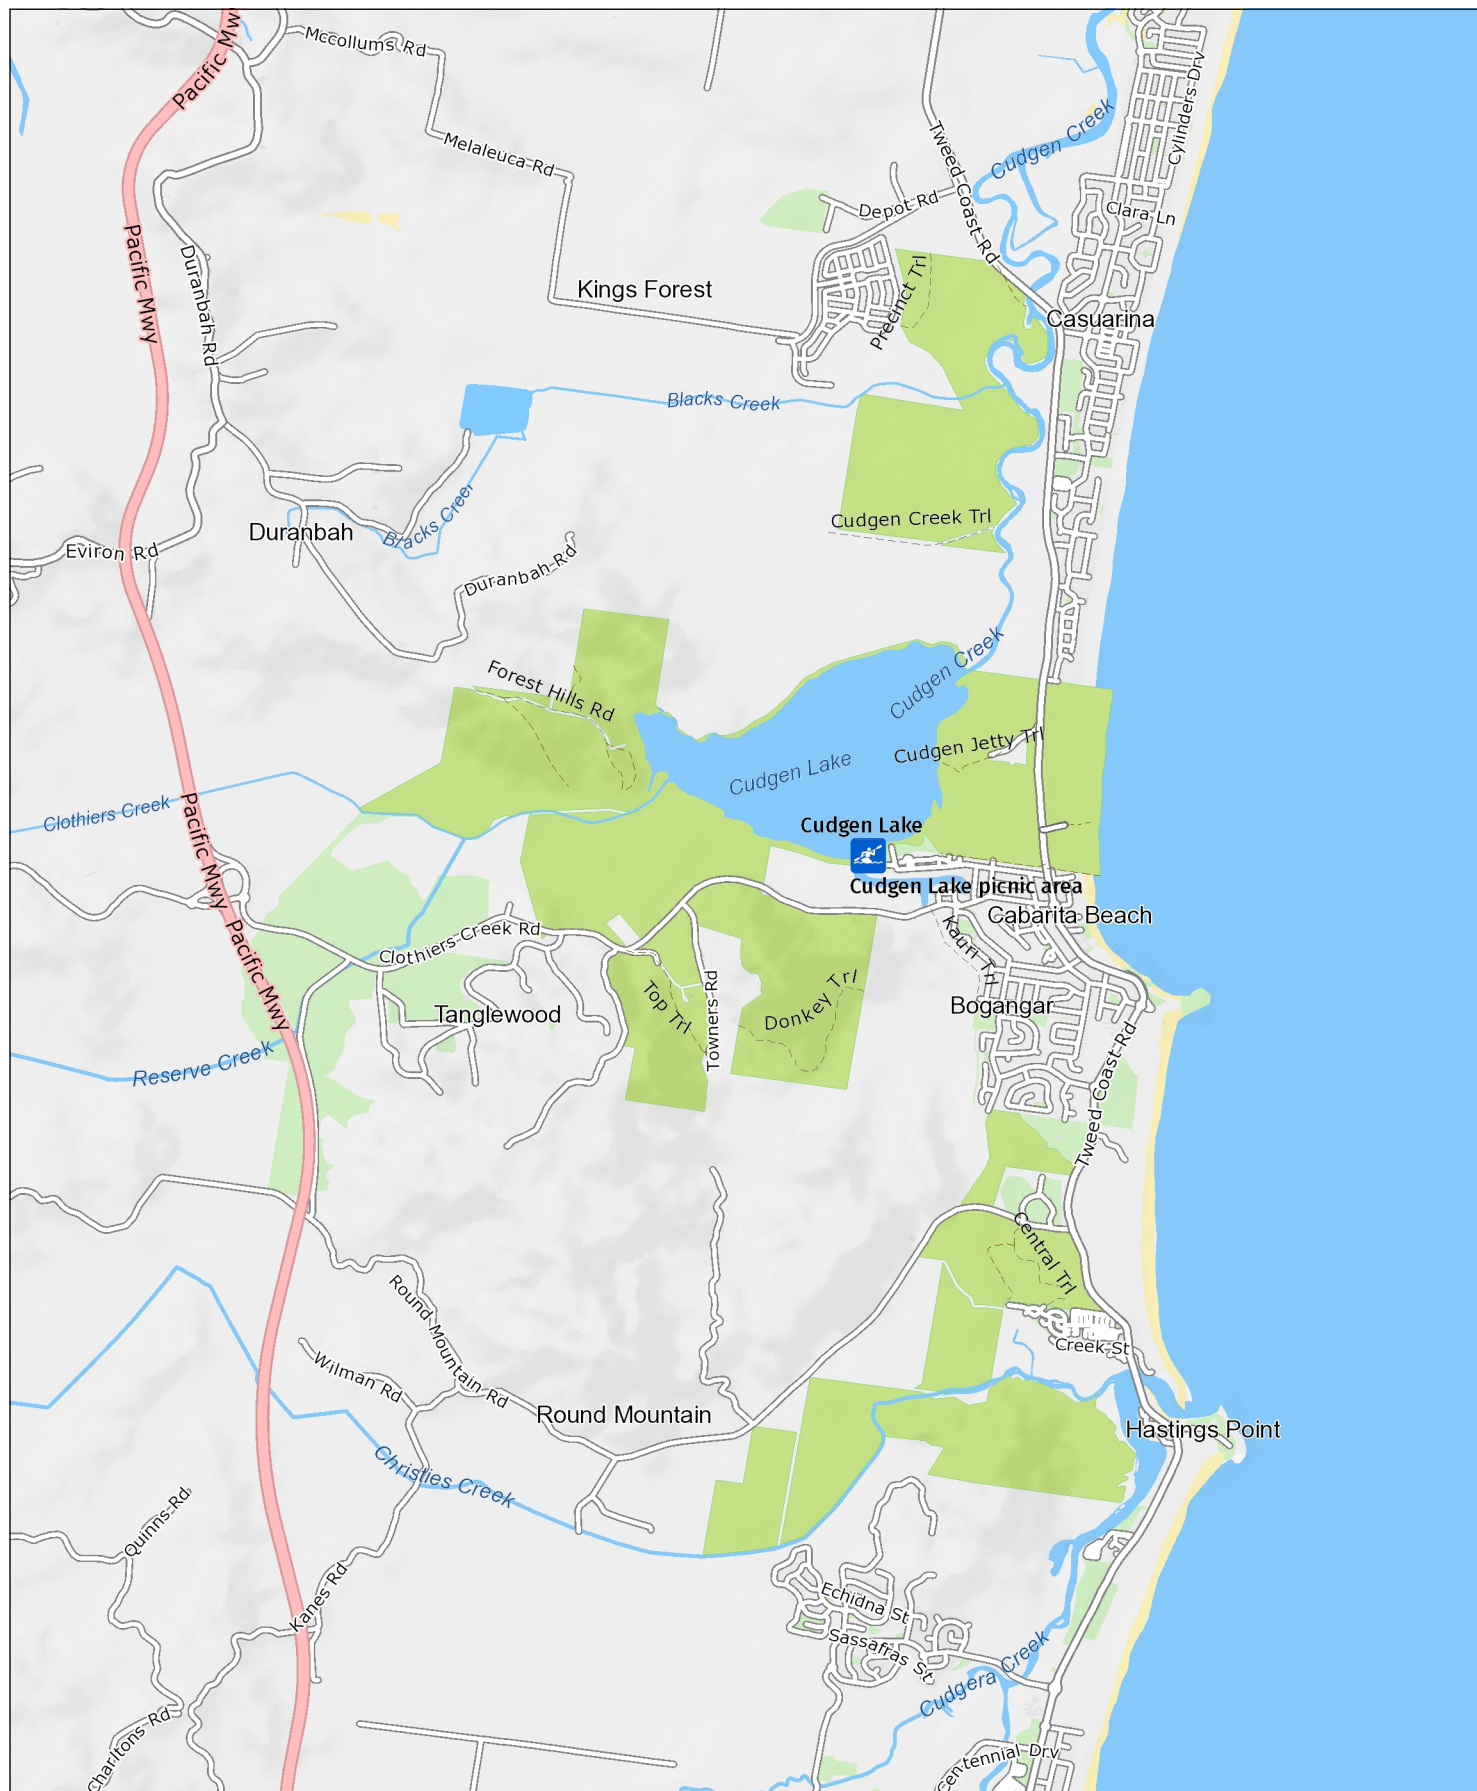 Pacific Mw
Mccollums Rd
Cylinders Drv
Cudgen Creek
Tweed Coast Rd
Melaleuca Rd
Depot Rd
Clara Ln
Pacific Mwy
Duranbah Rd
Kings Forest
Precinct Trl
Casuarina
Blacks Creek
Blacks Creek
Cudgen Creek Trl
Duranbah
Eviron Rd
Duranbah Rd
Forest Hills Rd
Cudgen Creek
Cudgen Jetty Trl
Cudgen Lake
Clothiers Creek
Pacific Mwy
Cudgen Lake
Cudgen Lake picnic area
Cabarita Beach
Kauri Trl
Clothiers Creek Rd
Pacific Mwy
Tanglewood
Top Trl
Towners Rd
Donkey Trl
Bogangar
Reserve Creek
Tweed Coast Rd
Central Trl
Round Mountain Rd
Wilman Rd
Creek St
Round Mountain
Hastings Point
Christies Creek
Quinns Rd
Kanes Rd
Echidna St
Sassafras St
Cudgera Creek
Charltons Rd
Centennial Drv